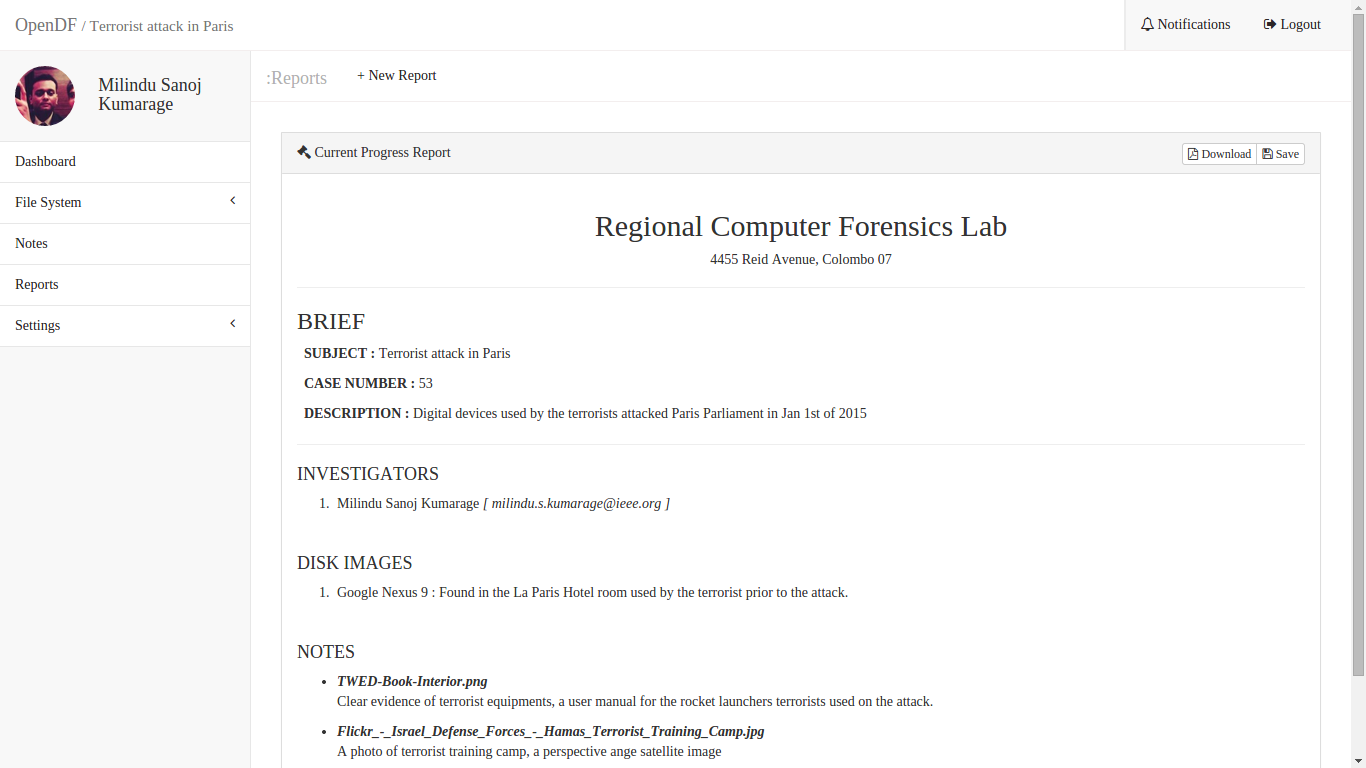 OpenDF / Terrorist attack in Paris
Notifications
Logout
Milindu Sanoj
Kumarage
Dashboard
File System
Notes
Reports
Settings
:Reports
+ New Report
Current Progress Report
Download
Save
Regional Computer Forensics Lab
4455 Reid Avenue, Colombo 07
BRIEF
SUBJECT : Terrorist attack in Paris
CASE NUMBER : 53
DESCRIPTION : Digital devices used by the terrorists attacked Paris Parliament in Jan 1st of 2015
INVESTIGATORS
1. Milindu Sanoj Kumarage [ milindu.s.kumarage@ieee.org ]
DISK IMAGES
1. Google Nexus 9 : Found in the La Paris Hotel room used by the terrorist prior to the attack.
NOTES
• TWED-Book-Interior.png
Clear evidence of terrorist equipments, a user manual for the rocket launchers terrorists used on the attack.
• Flickr_-_Israel_Defense_Forces_-_Hamas_Terrorist_Training_Camp.jpg
A photo of terrorist training camp, a perspective ange satellite image